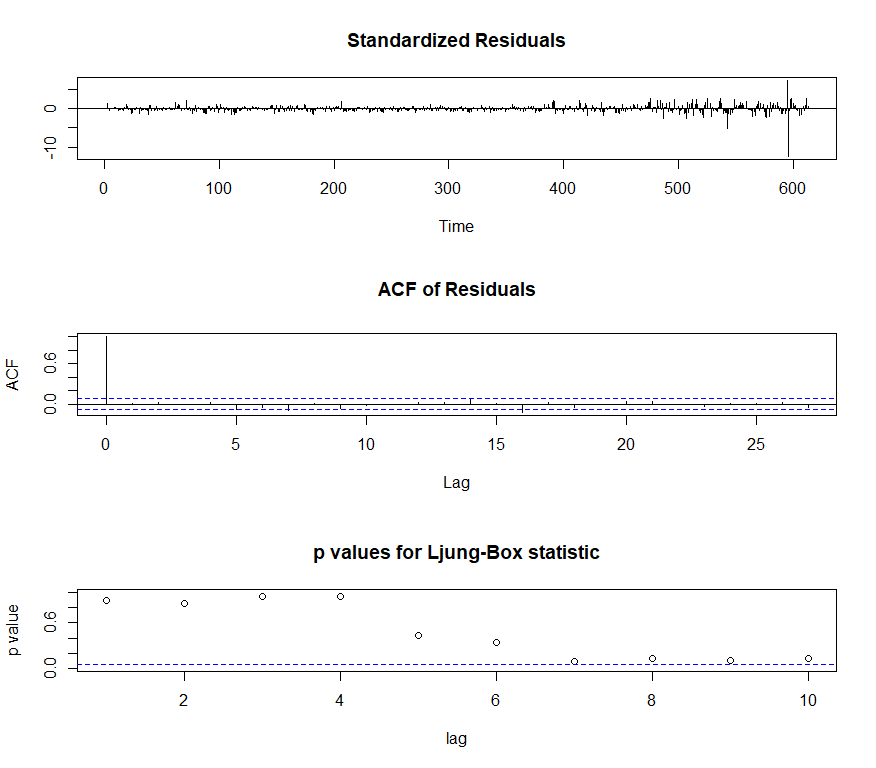 Standardized Residuals
0
-10
0 100 200 300 400 500 600
Time
ACF of Residuals
ACF
0.6
0.0
0 5 10 15 20 25
Lag
p values for Ljung-Box statistic
p value
0.6
0.0
2 4 6 8 10
lag